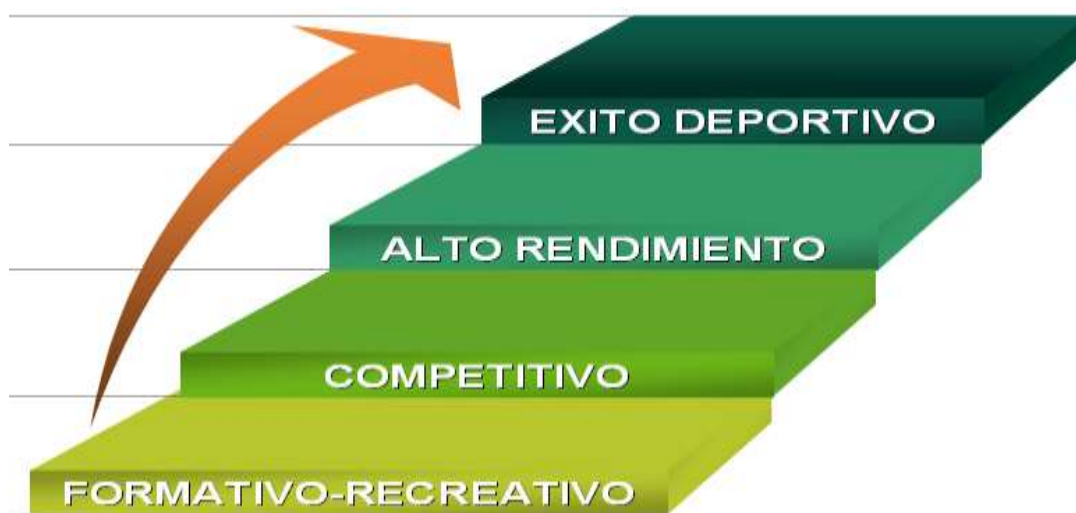 EXITO DEPORTIVO
ALTO RENDIMIENTO
COMPETITIVO
FORMATIVO-RECREATIVO